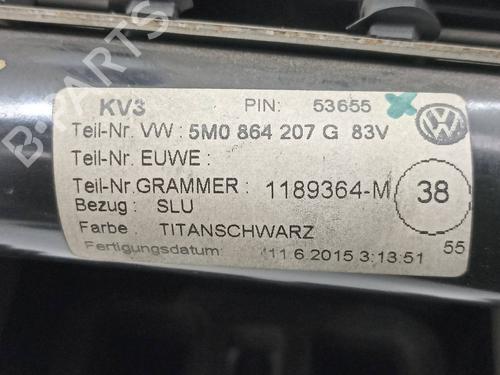 KV3 PIN: 53655
Teil-Nr. VW : 5M0 864 207 G 83V
Teil-Nr. EUWE :
Teil-Nr. GRAMMER : 1189364-M 38
Bezug : SLU
Farbe : TITANSCHWARZ 55
Fertigungsdatum: 11.6.2015 3:13:51
B-PARTS